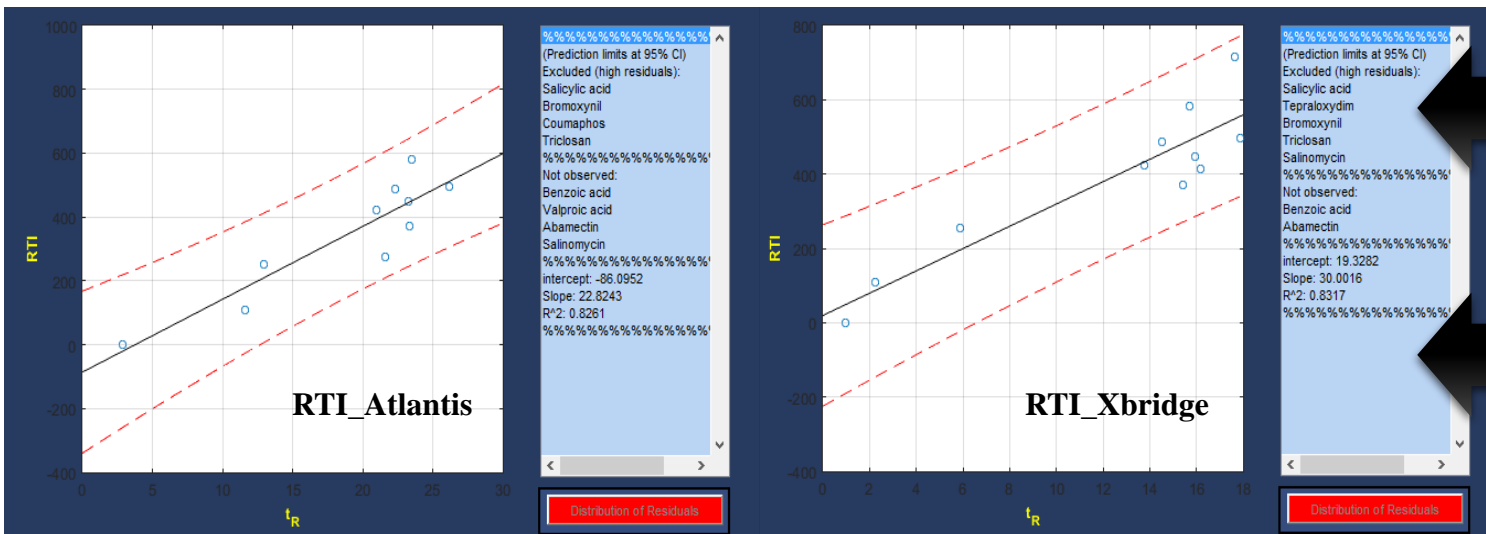 1000
800
600
400
200
0
-200
-400
0 5 10 15 20 25 30
RTI
t_R
RTI_Atlantis
%%%%%%%%%%%%%%%%
(Prediction limits at 95% CI)
Excluded (high residuals):
Salicylic acid
Bromoxynil
Coumaphos
Triclosan
%%%%%%%%%%%%%%%%
Not observed:
Benzoic acid
Valproic acid
Abamectin
Salinomycin
%%%%%%%%%%%%%%%%
intercept: -86.0952
Slope: 22.8243
R^2: 0.8261
%%%%%%%%%%%%%%%%
Distribution of Residuals
800
600
400
200
0
-200
-400
0 2 4 6 8 10 12 14 16 18
RTI
t_R
RTI_Xbridge
%%%%%%%%%%%%%%%%
(Prediction limits at 95% CI)
Excluded (high residuals):
Salicylic acid
Tepraloxydim
Bromoxynil
Triclosan
Salinomycin
%%%%%%%%%%%%%%%%
Not observed:
Benzoic acid
Abamectin
%%%%%%%%%%%%%%%%
intercept: 19.3282
Slope: 30.0016
R^2: 0.8317
%%%%%%%%%%%%%%%%
Distribution of Residuals